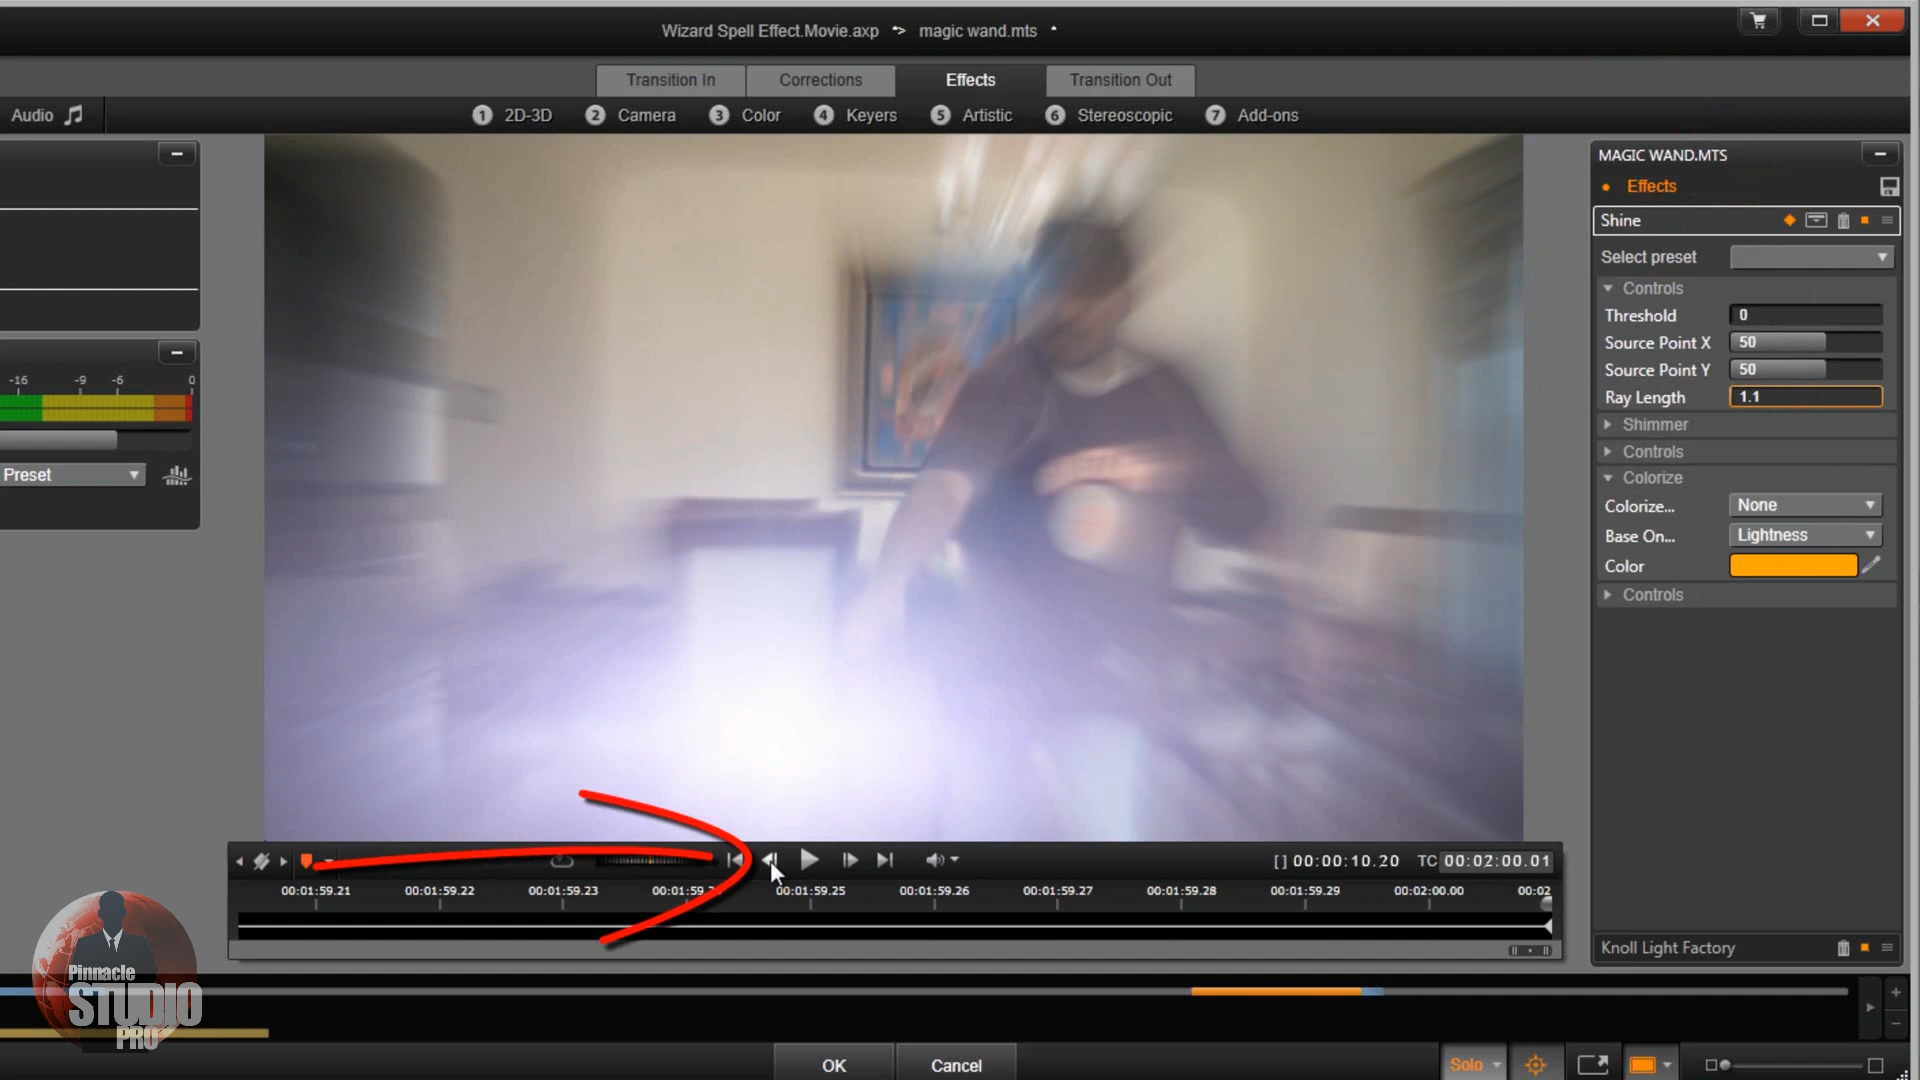 Wizard Spell Effect.Movie.axp *> magic wand.mts *
Transition In Corrections Effects Transition Out
Audio 1 2D-3D 2 Camera 3 Color 4 Keyers 5 Artistic 6 Stereoscopic 7 Add-ons
MAGIC WAND.MTS
Effects
Shine
Select preset
Controls
Threshold 0
Source Point X 50
Source Point Y 50
Ray Length 1.1
Shimmer
Controls
Colorize
Colorize... None
Base On... Lightness
Color
Controls
-16 -9 -6 0
Preset
[] 00:00:10.20 TC 00:02:00.01
00:01:59.21 00:01:59.22 00:01:59.23 00:01:59.25 00:01:59.26 00:01:59.27 00:01:59.28 00:01:59.29 00:02:00.00 00:02
Knoll Light Factory
Pinnacle
STUDIO
PRO
OK Cancel
Solo